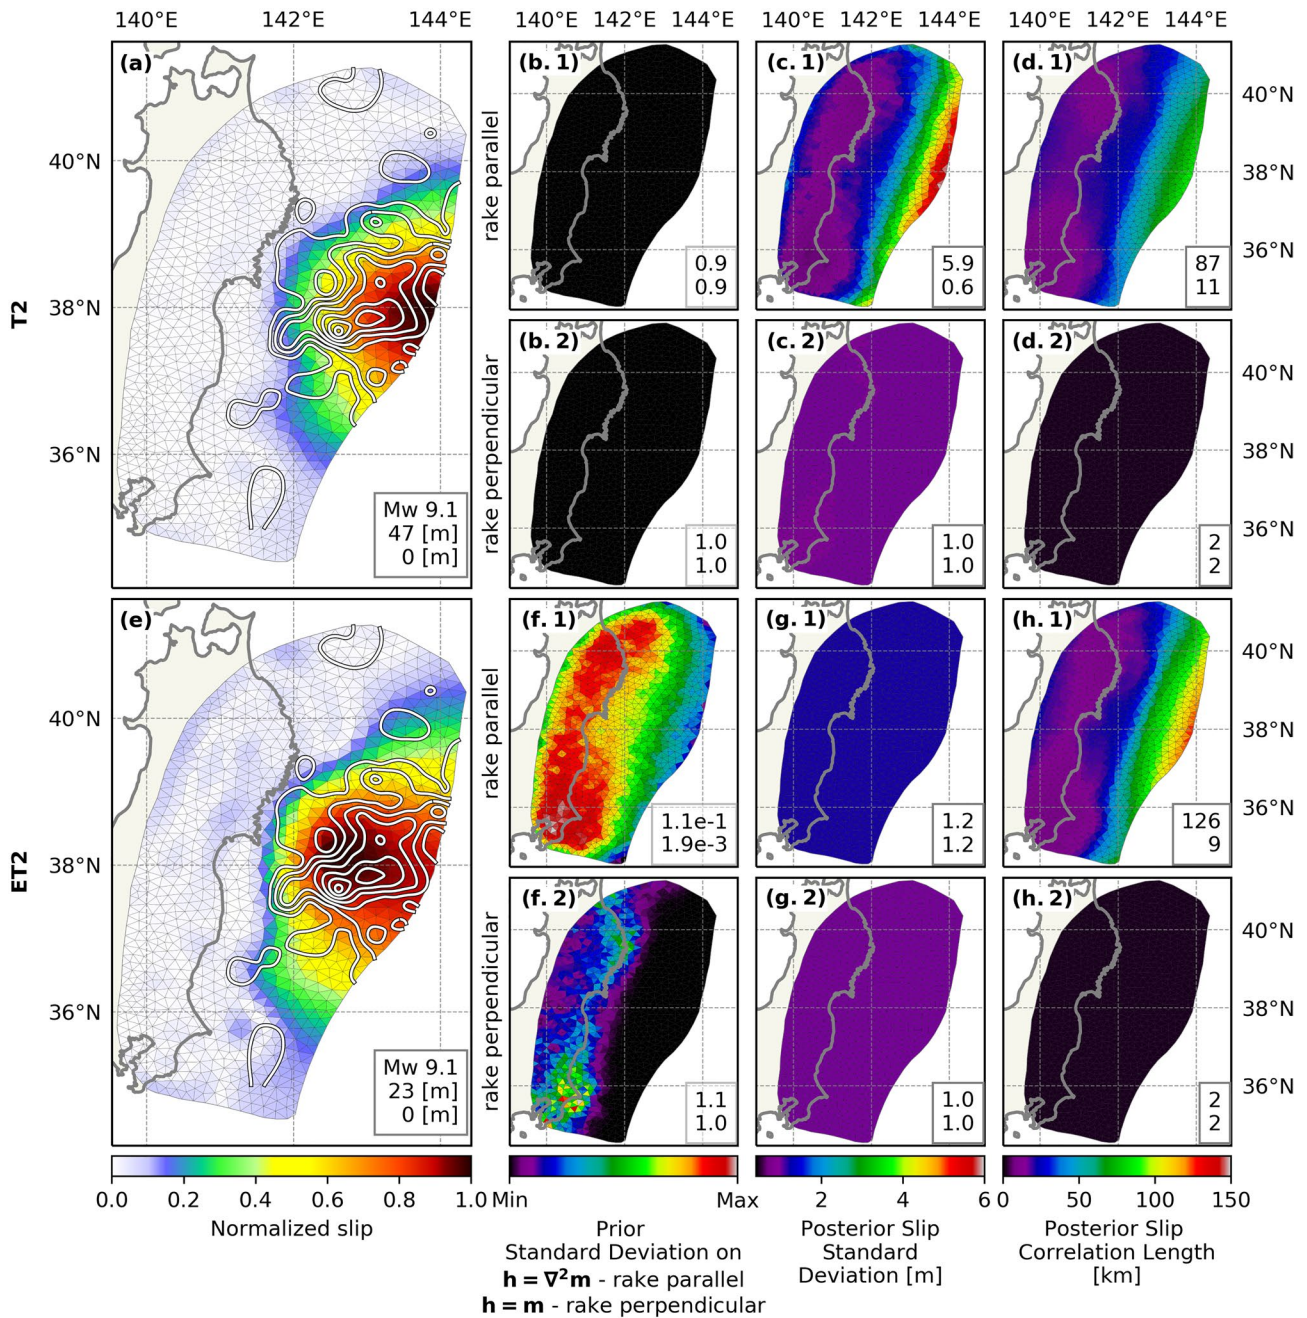 140°E 142°E 144°E 140°E 142°E 144°E 140°E 142°E 144°E 140°E 142°E 144°E
(a) (b. 1) (c. 1) (d. 1)
40°N
38°N
36°N
T2
Mw 9.1
47 [m]
0 [m]
rake parallel
0.9
0.9
5.9
0.6
87
11
40°N
38°N
36°N
(b. 2) (c. 2) (d. 2)
rake perpendicular
1.0
1.0
1.0
1.0
2
2
40°N
38°N
36°N
(e) (f. 1) (g. 1) (h. 1)
40°N
38°N
36°N
ET2
Mw 9.1
23 [m]
0 [m]
rake parallel
1.1e-1
1.9e-3
1.2
1.2
126
9
40°N
38°N
36°N
(f. 2) (g. 2) (h. 2)
rake perpendicular
1.1
1.0
1.0
1.0
2
2
40°N
38°N
36°N
0.0 0.2 0.4 0.6 0.8 1.0
Normalized slip
Min Max
Prior
Standard Deviation on
h = ∇²m - rake parallel
h = m - rake perpendicular
2 4 6
Posterior Slip
Standard
Deviation [m]
0 50 100 150
Posterior Slip
Correlation Length
[km]